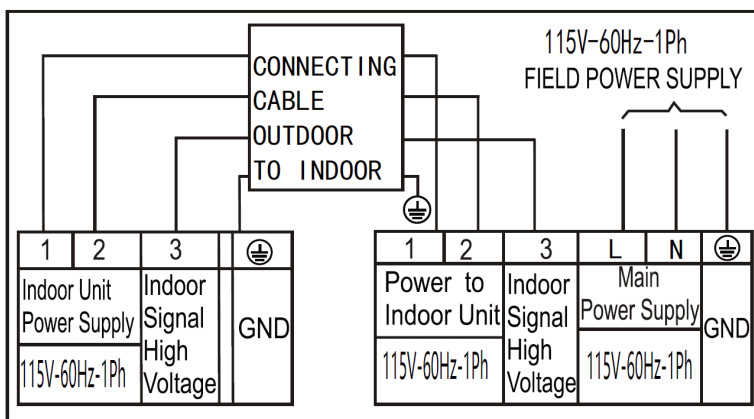 115V-60Hz-1Ph
FIELD POWER SUPPLY
CONNECTING
CABLE
OUTDOOR
TO INDOOR
1 2 3
Indoor Unit
Power Supply
115V-60Hz-1Ph
Indoor
Signal
High
Voltage
GND
1 2 3 L N
Power to
Indoor Unit
115V-60Hz-1Ph
Indoor
Signal
High
Voltage
Main
Power Supply
115V-60Hz-1Ph
GND